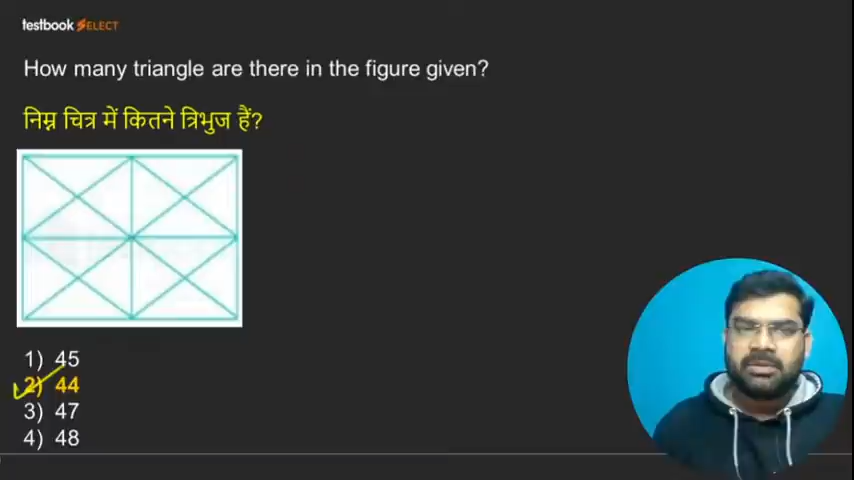 testbook SELECT
How many triangle are there in the figure given?
निम्न चित्र में कितने त्रिभुज हैं?
1) 45
2) 44
3) 47
4) 48